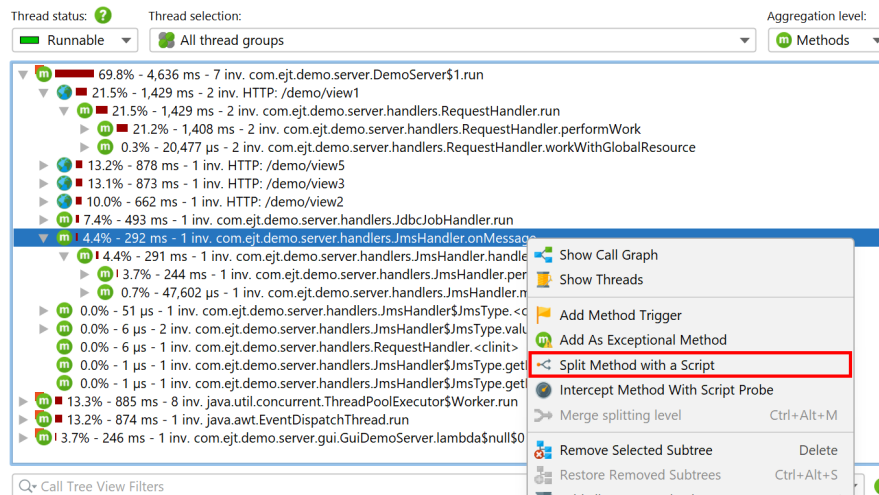 Thread status: Thread selection: Aggregation level:
Runnable All thread groups Methods
69.8% - 4,636 ms - 7 inv. com.ejt.demo.server.DemoServer$1.run
21.5% - 1,429 ms - 2 inv. HTTP: /demo/view1
21.5% - 1,429 ms - 2 inv. com.ejt.demo.server.handlers.RequestHandler.run
21.2% - 1,408 ms - 2 inv. com.ejt.demo.server.handlers.RequestHandler.performWork
0.3% - 20,477 µs - 2 inv. com.ejt.demo.server.handlers.RequestHandler.workWithGlobalResource
13.2% - 878 ms - 1 inv. HTTP: /demo/view5
13.1% - 873 ms - 1 inv. HTTP: /demo/view3
10.0% - 662 ms - 1 inv. HTTP: /demo/view2
7.4% - 493 ms - 1 inv. com.ejt.demo.server.handlers.JdbcJobHandler.run
4.4% - 292 ms - 1 inv. com.ejt.demo.server.handlers.JmsHandler.onMessage
4.4% - 291 ms - 1 inv. com.ejt.demo.server.handlers.JmsHandler.handle
3.7% - 244 ms - 1 inv. com.ejt.demo.server.handlers.JmsHandler.per
0.7% - 47,602 µs - 1 inv. com.ejt.demo.server.handlers.JmsHandler.m
0.0% - 51 µs - 1 inv. com.ejt.demo.server.handlers.JmsHandler$JmsType.<c
0.0% - 6 µs - 2 inv. com.ejt.demo.server.handlers.JmsHandler$JmsType.valu
0.0% - 6 µs - 1 inv. com.ejt.demo.server.handlers.RequestHandler.<clinit>
0.0% - 1 µs - 1 inv. com.ejt.demo.server.handlers.JmsHandler$JmsType.get
0.0% - 1 µs - 1 inv. com.ejt.demo.server.handlers.JmsHandler$JmsType.get
13.3% - 885 ms - 8 inv. java.util.concurrent.ThreadPoolExecutor$Worker.run
13.2% - 874 ms - 1 inv. java.awt.EventDispatchThread.run
3.7% - 246 ms - 1 inv. com.ejt.demo.server.gui.GuiDemoServer.lambda$null$0
Call Tree View Filters
Show Call Graph
Show Threads
Add Method Trigger
Add As Exceptional Method
Split Method with a Script
Intercept Method With Script Probe
Merge splitting level Ctrl+Alt+M
Remove Selected Subtree Delete
Restore Removed Subtrees Ctrl+Alt+S